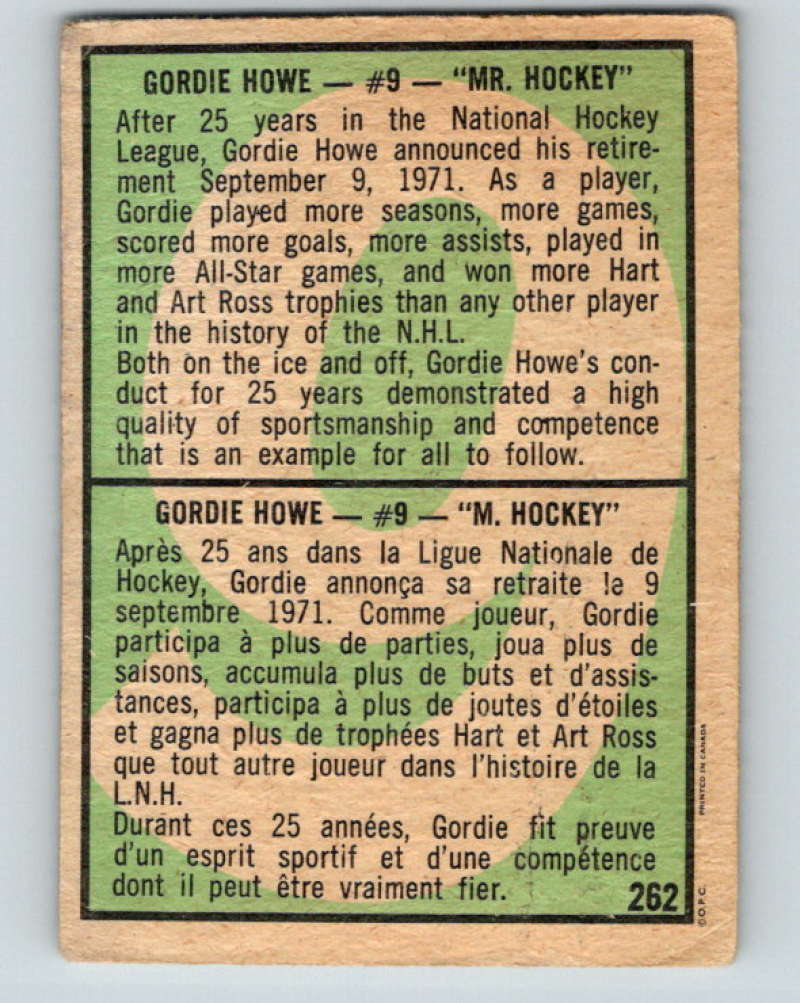 GORDIE HOWE — #9 — "MR. HOCKEY"
After 25 years in the National Hockey
League, Gordie Howe announced his retire-
ment September 9, 1971. As a player,
Gordie played more seasons, more games,
scored more goals, more assists, played in
more All-Star games, and won more Hart
and Art Ross trophies than any other player
in the history of the N.H.L.
Both on the ice and off, Gordie Howe's con-
duct for 25 years demonstrated a high
quality of sportsmanship and competence
that is an example for all to follow.
GORDIE HOWE — #9 — "M. HOCKEY"
Après 25 ans dans la Ligue Nationale de
Hockey, Gordie annonça sa retraite le 9
septembre 1971. Comme joueur, Gordie
participa à plus de parties, joua plus de
saisons, accumula plus de buts et d'assis-
tances, participa à plus de joutes d'étoiles
et gagna plus de trophées Hart et Art Ross
que tout autre joueur dans l'histoire de la
L.N.H.
Durant ces 25 années, Gordie fit preuve
d'un esprit sportif et d'une compétence
dont il peut être vraiment fier.
262
©O.P.C.
PRINTED IN CANADA